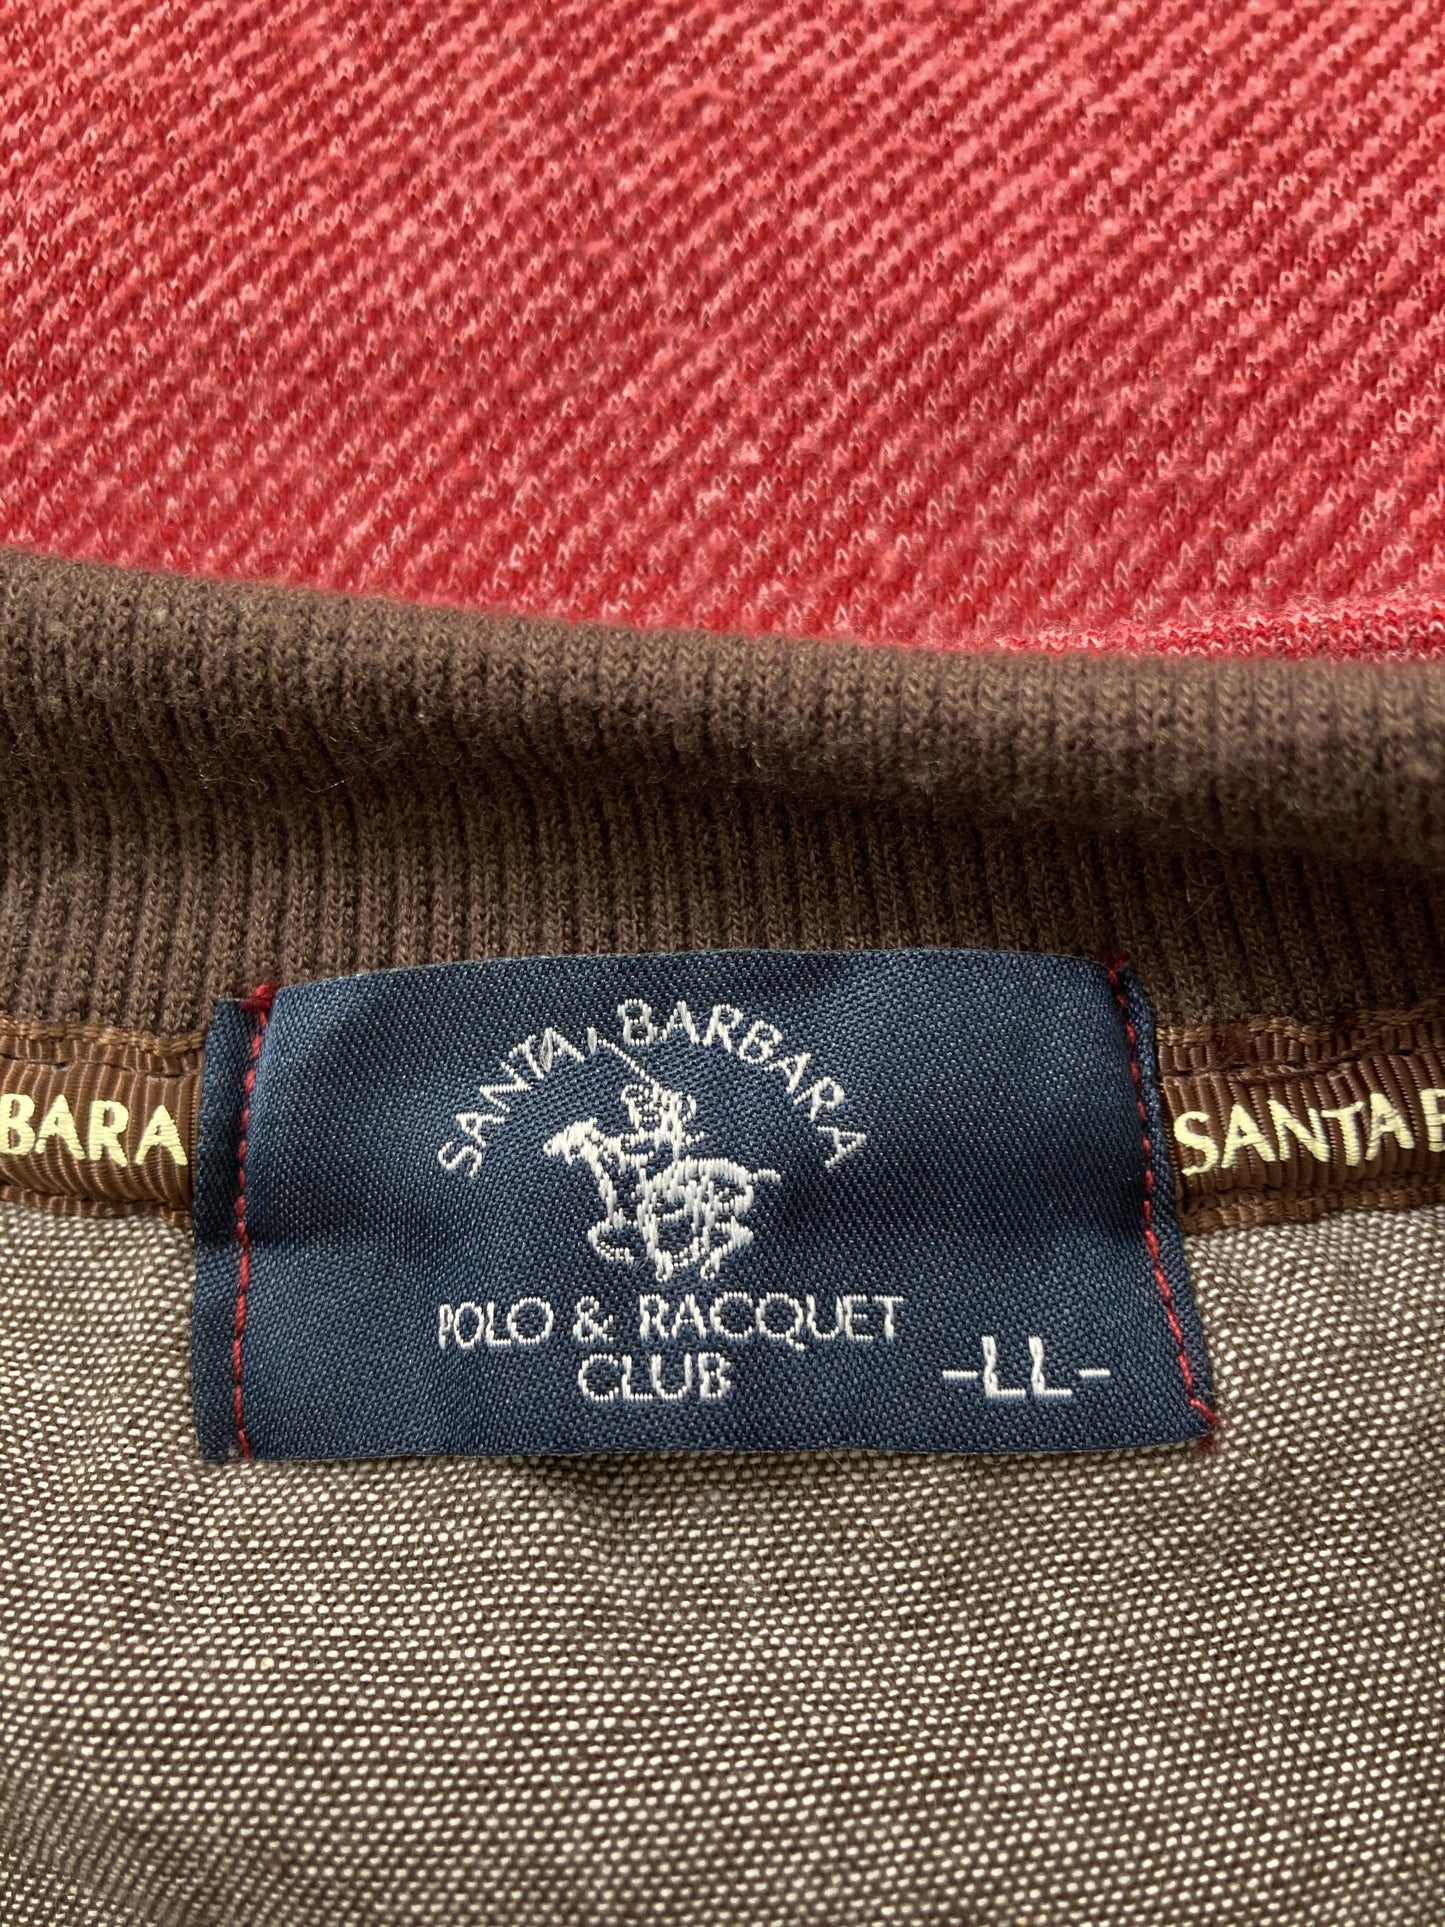 SANTA BARBARA
BARA
SANTA
POLO & RACQUET
CLUB
-LL-